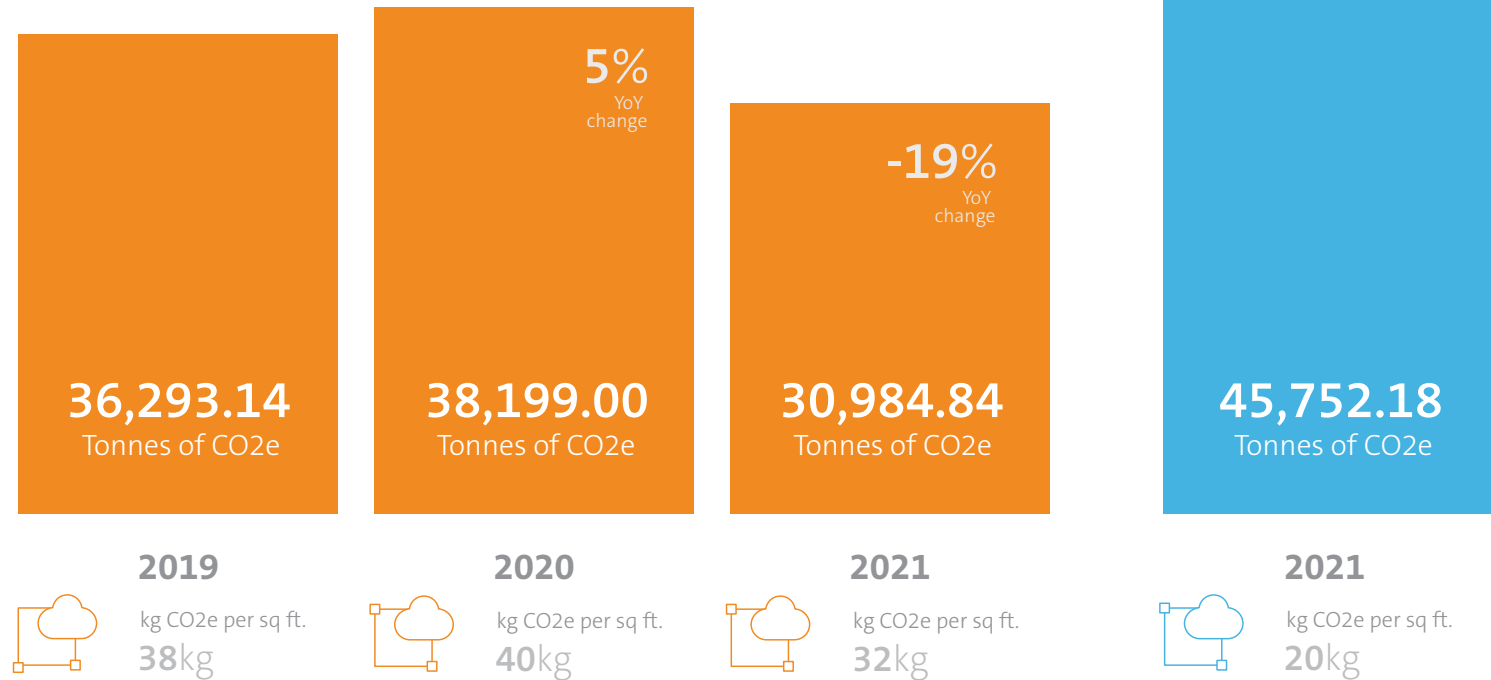 5%
YoY
change
36,293.14
Tonnes of CO2e
38,199.00
Tonnes of CO2e
-19%
YoY
change
30,984.84
Tonnes of CO2e
45,752.18
Tonnes of CO2e
2019
kg CO2e per sq ft.
38kg
2020
kg CO2e per sq ft.
40kg
2021
kg CO2e per sq ft.
32kg
2021
kg CO2e per sq ft.
20kg